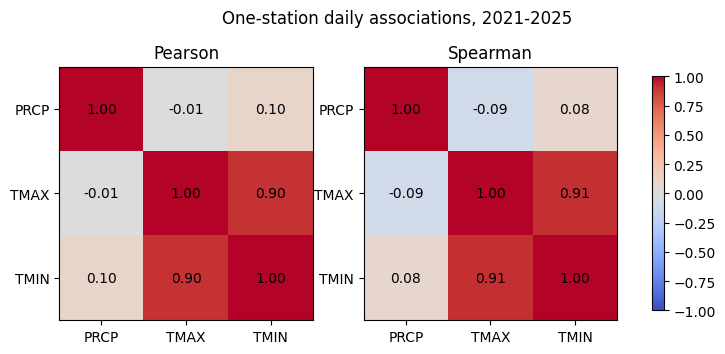 One-station daily associations, 2021-2025
Pearson
PRCP 1.00 -0.01 0.10
TMAX -0.01 1.00 0.90
TMIN 0.10 0.90 1.00
PRCP TMAX TMIN
Spearman
PRCP 1.00 -0.09 0.08
TMAX -0.09 1.00 0.91
TMIN 0.08 0.91 1.00
PRCP TMAX TMIN
1.00
0.75
0.50
0.25
0.00
−0.25
−0.50
−0.75
−1.00